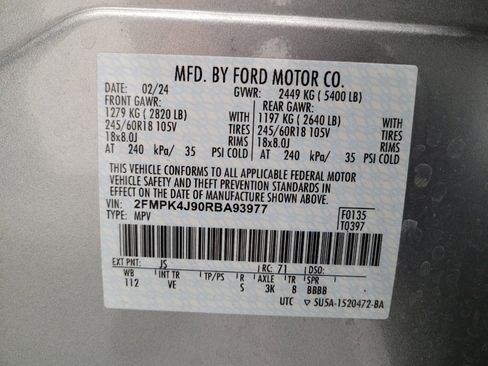 MFD. BY FORD MOTOR CO.
DATE: 02/24 GVWR: 2449 KG ( 5400 LB)
FRONT GAWR: REAR GAWR:
1279 KG ( 2820 LB) WITH 1197 KG ( 2640 LB) WITH
245/60R18 105V TIRES 245/60R18 105V TIRES
18x8.0J RIMS 18x8.0J RIMS
AT 240 kPa/ 35 PSI COLD AT 240 kPa/ 35 PSI COLD
THIS VEHICLE CONFORMS TO ALL APPLICABLE FEDERAL MOTOR
VEHICLE SAFETY AND THEFT PREVENTION STANDARDS IN
EFFECT ON THE DATE OF MANUFACTURE SHOWN ABOVE.
VIN: 2FMPK4J90RBA93977 F0135
TYPE: MPV T0397
EXT PNT: JS RC: 71 DSO:
WB INT TR TP/PS R AXLE TR SPR
112 VE S 3K 8 BBBB
UTC ▽ 5U5A-1520472-BA